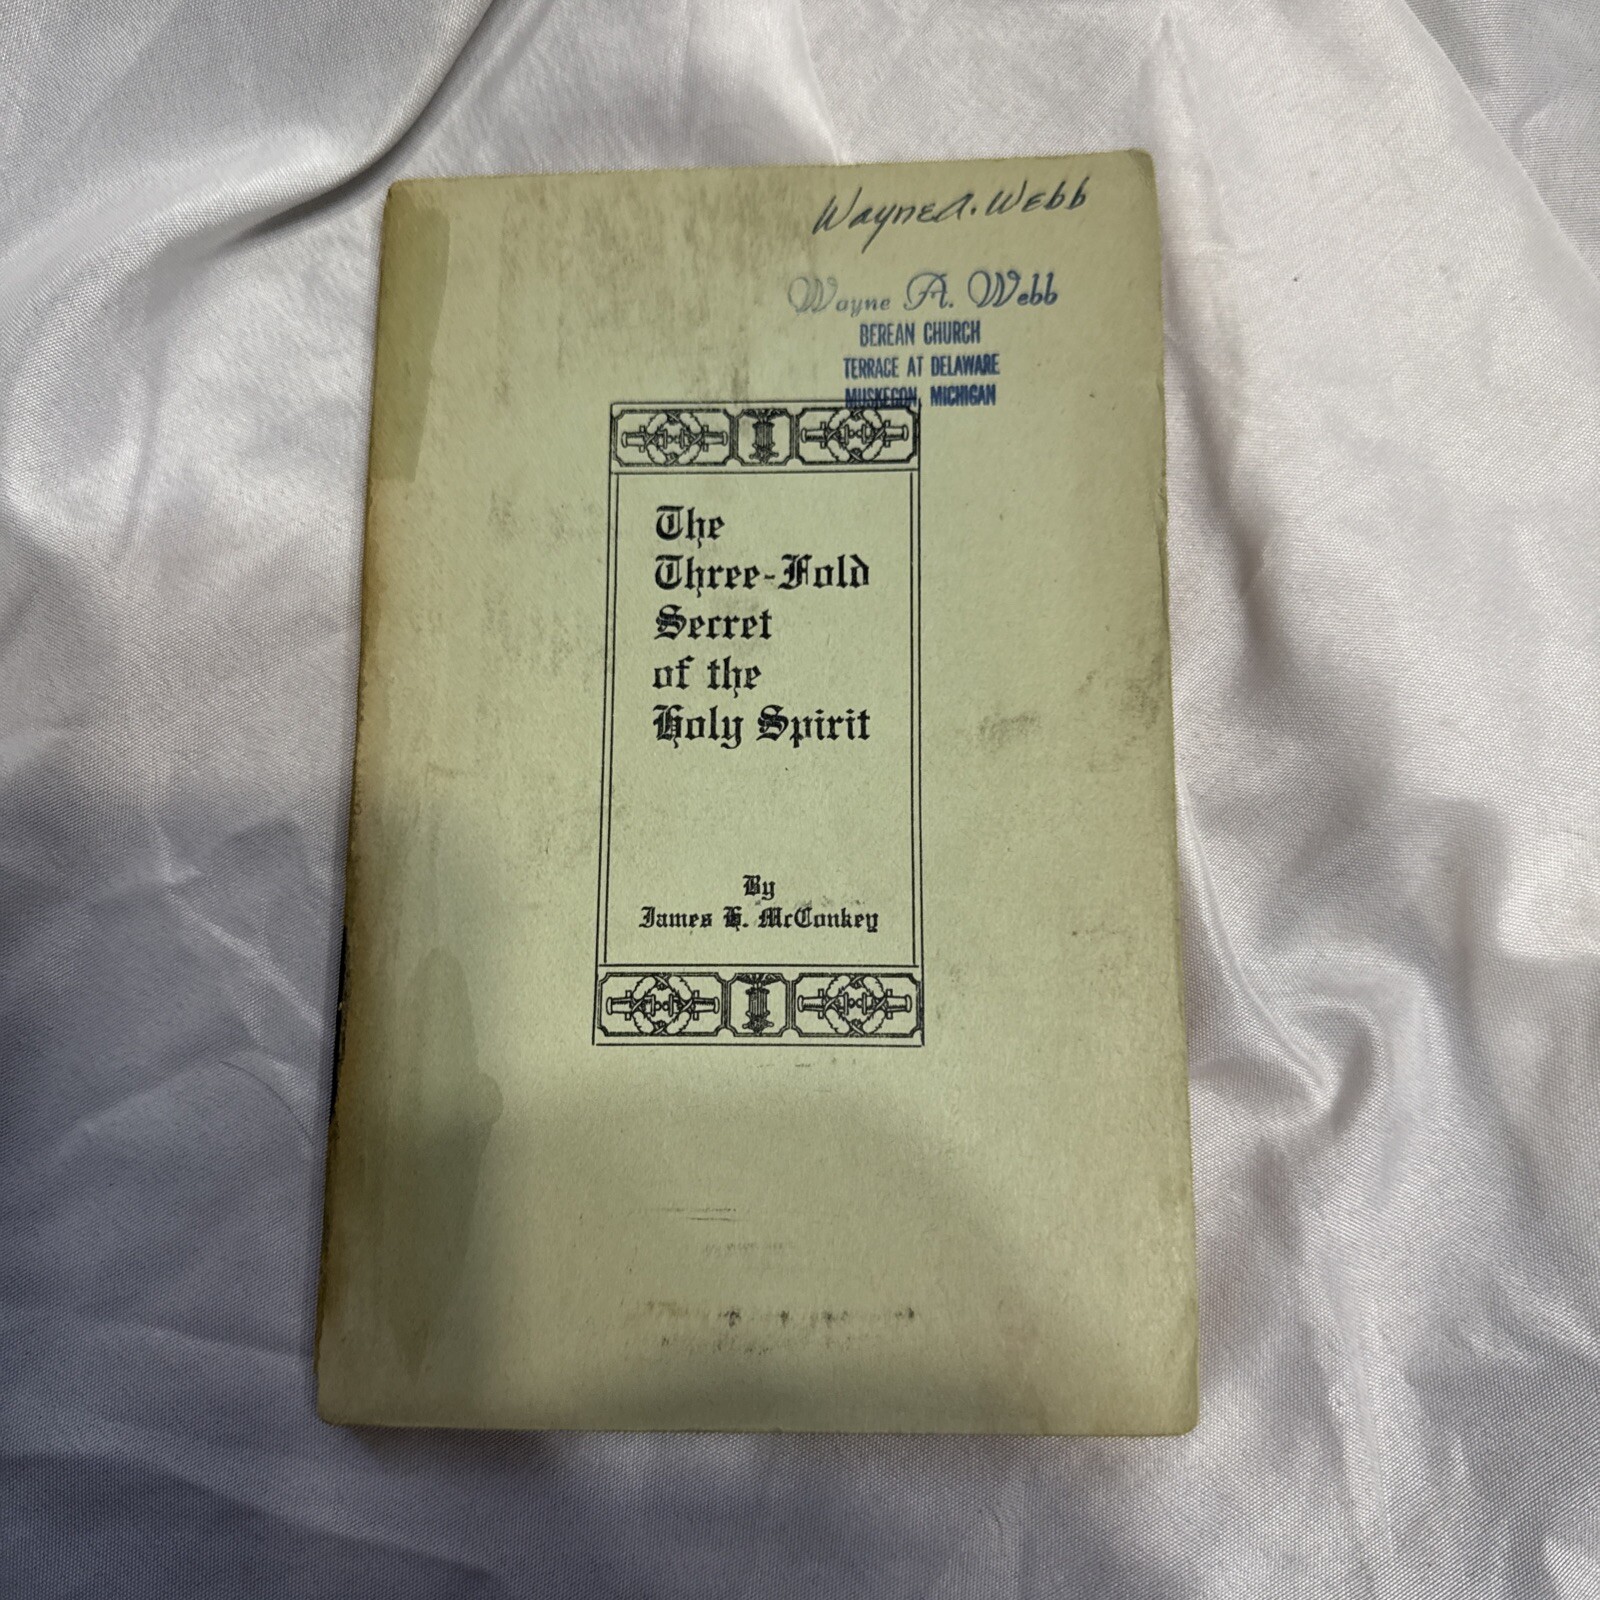 Wayne A. Webb
Wayne A. Webb
BEREAN CHURCH
TERRACE AT DELAWARE
MUSKEGON, MICHIGAN
The
Three-Fold
Secret
of the
Holy Spirit
By
James H. McConkey